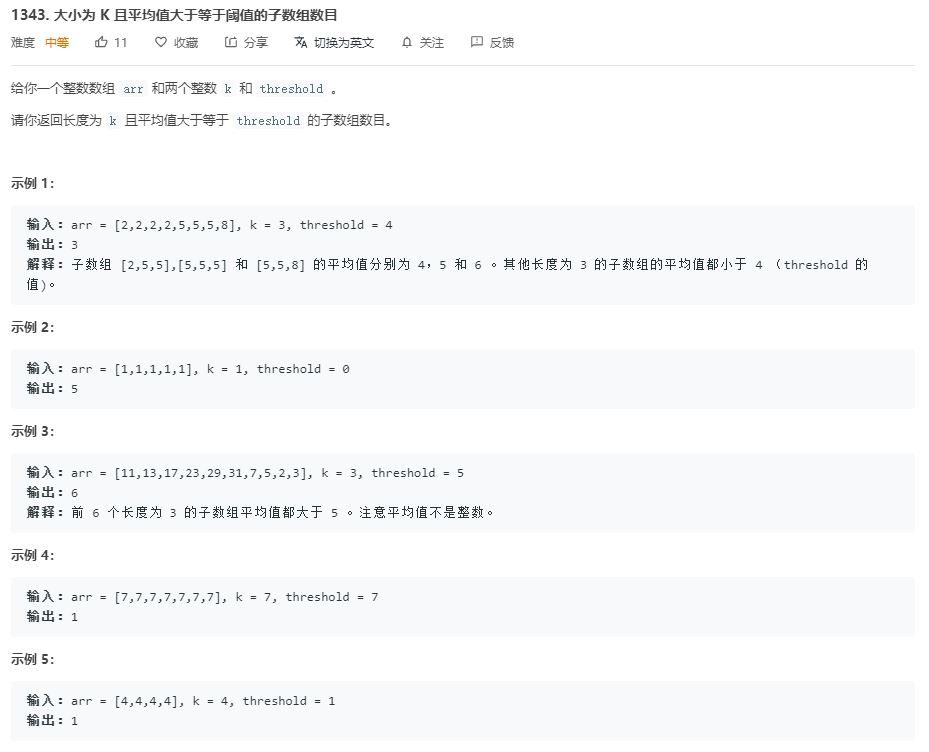 1343. 大小为 K 且平均值大于等于阈值的子数组数目
难度 中等 11 收藏 分享 切换为英文 关注 反馈
给你一个整数数组 arr 和两个整数 k 和 threshold 。
请你返回长度为 k 且平均值大于等于 threshold 的子数组数目。
示例 1：
输入：arr = [2,2,2,2,5,5,5,8], k = 3, threshold = 4
输出：3
解释：子数组 [2,5,5],[5,5,5] 和 [5,5,8] 的平均值分别为 4，5 和 6 。其他长度为 3 的子数组的平均值都小于 4 （threshold 的
值)。
示例 2：
输入：arr = [1,1,1,1,1], k = 1, threshold = 0
输出：5
示例 3：
输入：arr = [11,13,17,23,29,31,7,5,2,3], k = 3, threshold = 5
输出：6
解释：前 6 个长度为 3 的子数组平均值都大于 5 。注意平均值不是整数。
示例 4：
输入：arr = [7,7,7,7,7,7,7], k = 7, threshold = 7
输出：1
示例 5：
输入：arr = [4,4,4,4], k = 4, threshold = 1
输出：1